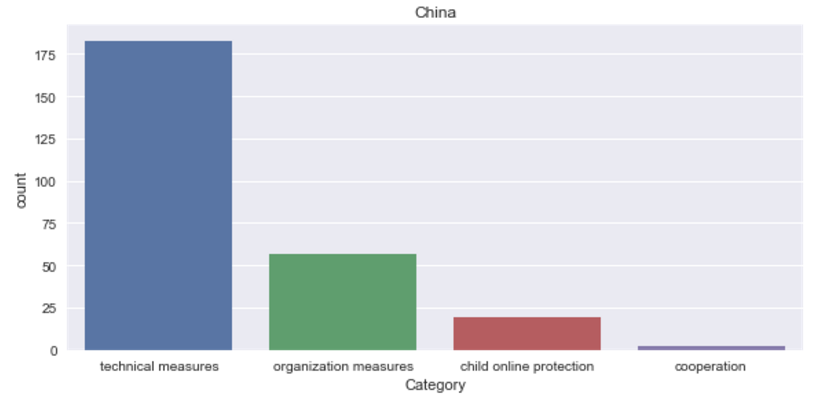 China
175
150
125
100
75
50
25
0
count
technical measures
organization measures
child online protection
cooperation
Category